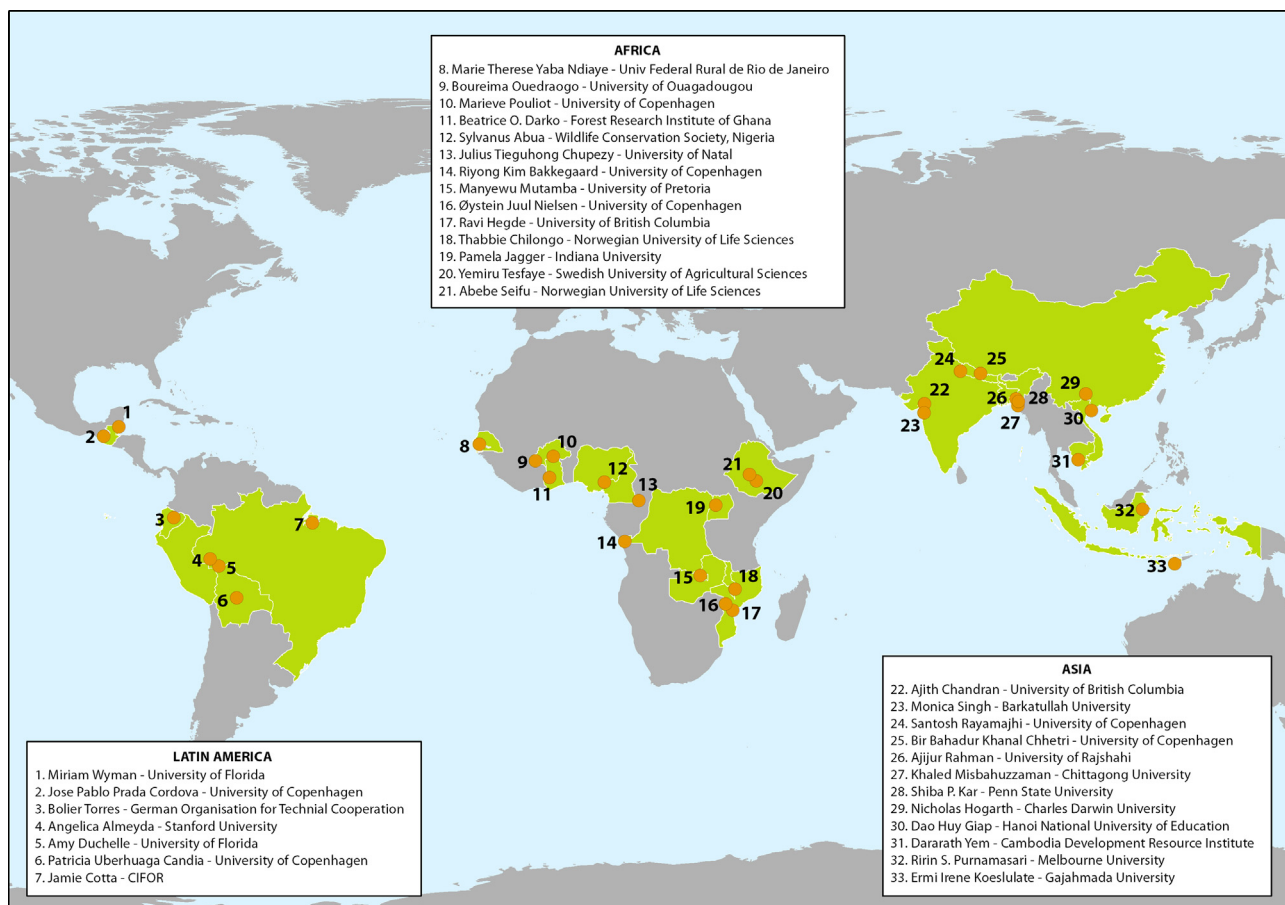 AFRICA
8. Marie Therese Yaba Ndiaye - Univ Federal Rural de Rio de Janeiro
9. Boureima Ouedraogo - University of Ouagadougou
10. Marieve Pouliot - University of Copenhagen
11. Beatrice O. Darko - Forest Research Institute of Ghana
12. Sylvanus Abua - Wildlife Conservation Society, Nigeria
13. Julius Tieguhong Chupezy - University of Natal
14. Riyong Kim Bakkegaard - University of Copenhagen
15. Manyewu Mutamba - University of Pretoria
16. Øystein Juul Nielsen - University of Copenhagen
17. Ravi Hegde - University of British Columbia
18. Thabbie Chilongo - Norwegian University of Life Sciences
19. Pamela Jagger - Indiana University
20. Yemiru Tesfaye - Swedish University of Agricultural Sciences
21. Abebe Seifu - Norwegian University of Life Sciences
1
2
3
4
5
6
7
8
9
10
11
12
13
14
15
16
17
18
19
20
21
22
23
24
25
26
27
28
29
30
31
32
33
LATIN AMERICA
1. Miriam Wyman - University of Florida
2. Jose Pablo Prada Cordova - University of Copenhagen
3. Bolier Torres - German Organisation for Technial Cooperation
4. Angelica Almeyda - Stanford University
5. Amy Duchelle - University of Florida
6. Patricia Uberhuaga Candia - University of Copenhagen
7. Jamie Cotta - CIFOR
ASIA
22. Ajith Chandran - University of British Columbia
23. Monica Singh - Barkatullah University
24. Santosh Rayamajhi - University of Copenhagen
25. Bir Bahadur Khanal Chhetri - University of Copenhagen
26. Ajijur Rahman - University of Rajshahi
27. Khaled Misbahuzzaman - Chittagong University
28. Shiba P. Kar - Penn State University
29. Nicholas Hogarth - Charles Darwin University
30. Dao Huy Giap - Hanoi National University of Education
31. Dararath Yem - Cambodia Development Resource Institute
32. Ririn S. Purnamasari - Melbourne University
33. Ermi Irene Koeslulate - Gajahmada University